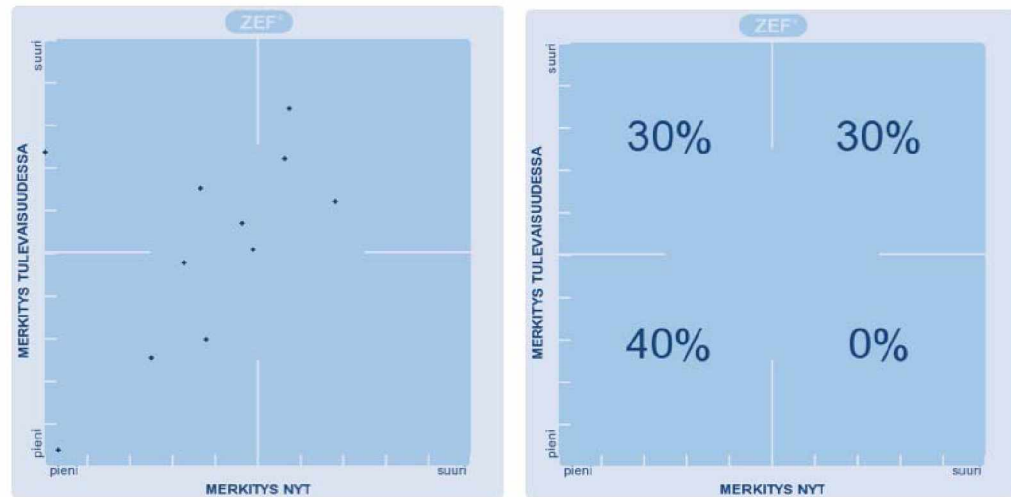 ZEF®
suuri
MERKITYS TULEVAISUUDESSA
pieni
pieni
suuri
MERKITYS NYT
ZEF®
suuri
30%
30%
MERKITYS TULEVAISUUDESSA
40%
0%
pieni
pieni
suuri
MERKITYS NYT